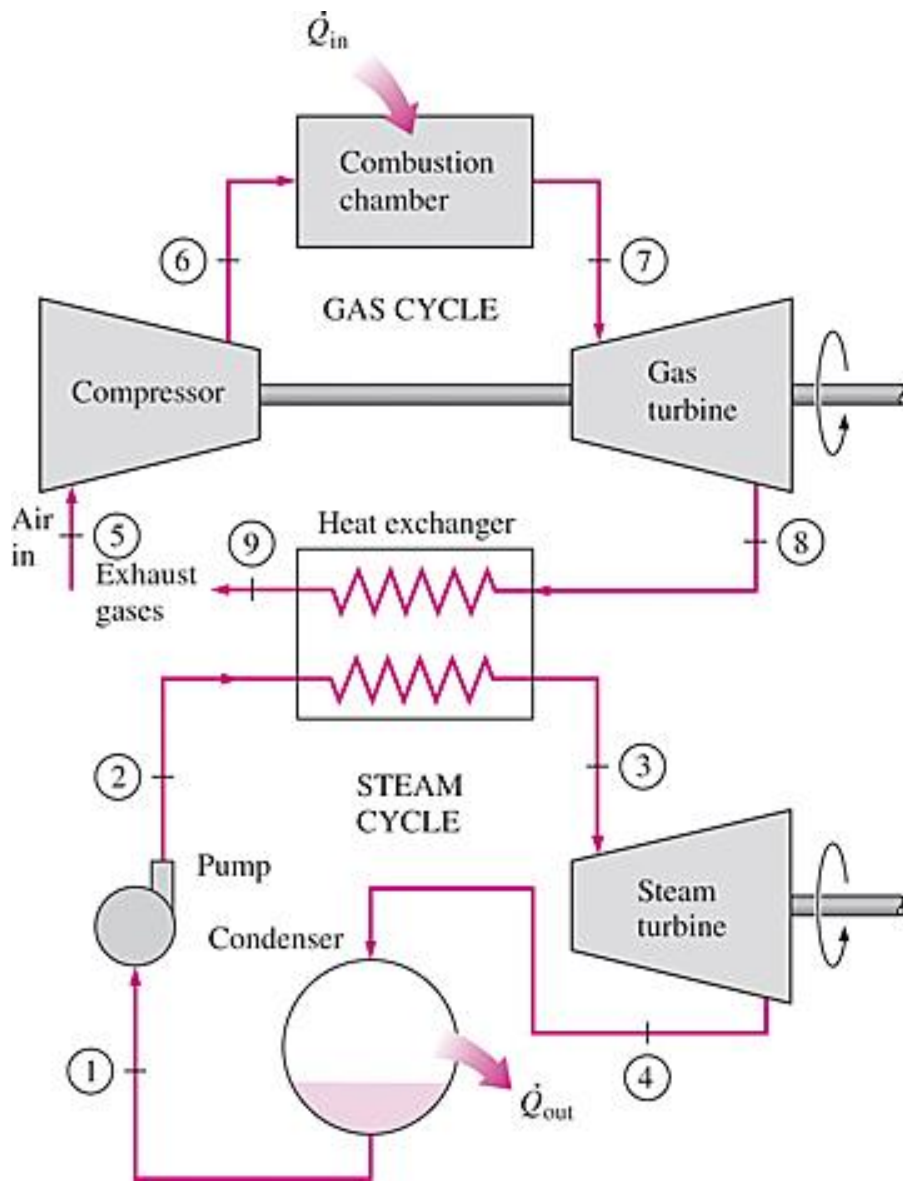 Q̇in
Combustion
chamber
6
7
GAS CYCLE
Compressor
Gas
turbine
Air
in
5
9
Heat exchanger
8
Exhaust
gases
2
3
STEAM
CYCLE
Pump
Steam
turbine
Condenser
1
4
Q̇out